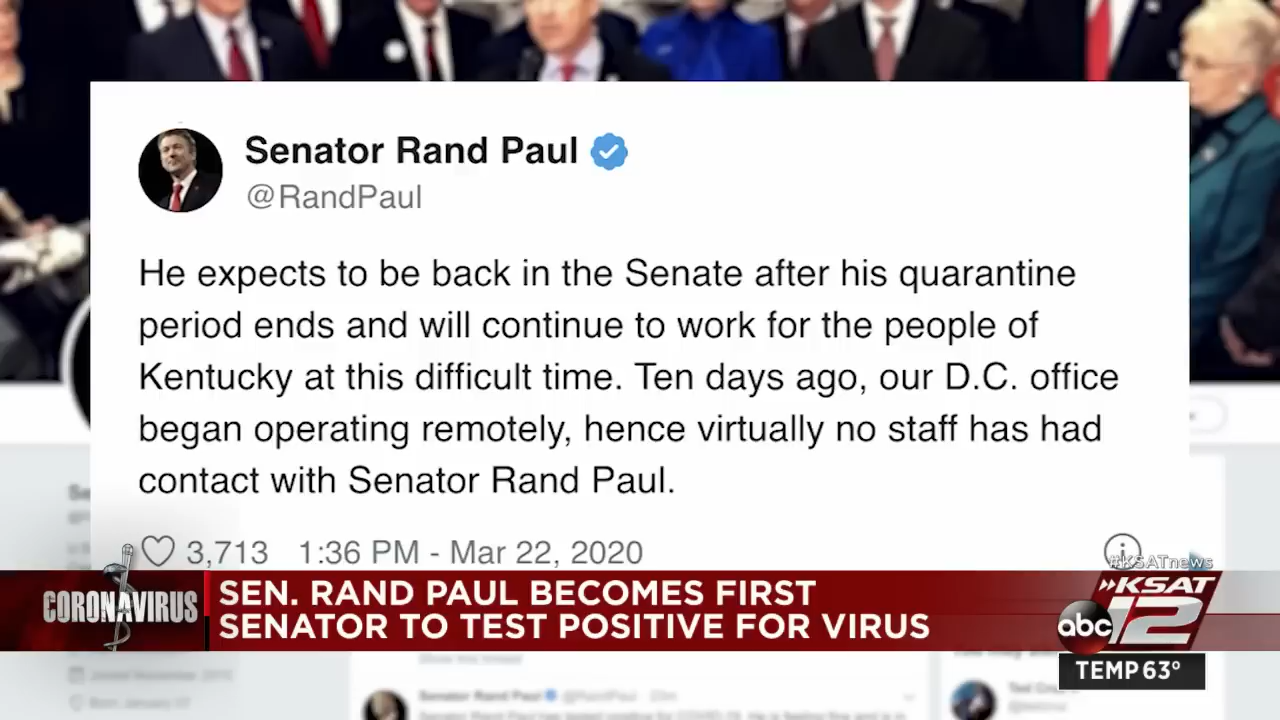 Senator Rand Paul
@RandPaul
He expects to be back in the Senate after his quarantine
period ends and will continue to work for the people of
Kentucky at this difficult time. Ten days ago, our D.C. office
began operating remotely, hence virtually no staff has had
contact with Senator Rand Paul.
3,713 1:36 PM - Mar 22, 2020
#KSATnews
CORONAVIRUS
SEN. RAND PAUL BECOMES FIRST
SENATOR TO TEST POSITIVE FOR VIRUS
KSAT
abc 12
TEMP 63°
Senator Rand Paul @RandPaul